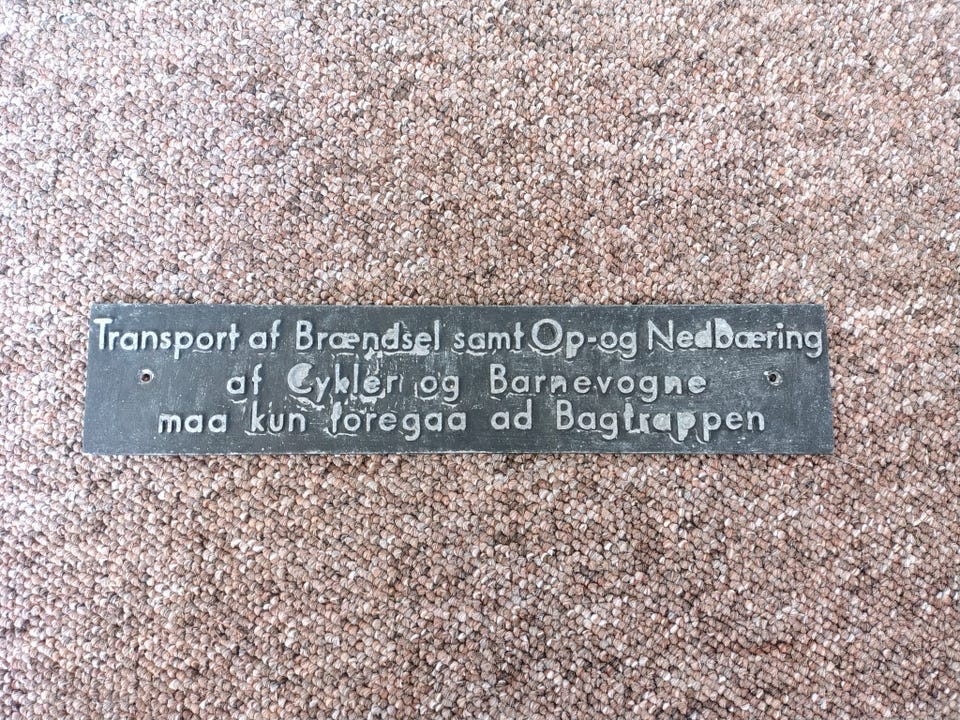 Transport af Brændsel samt Op-og Nedbæring
af Cykler og Barnevogne
maa kun foregaa ad Bagtrappen